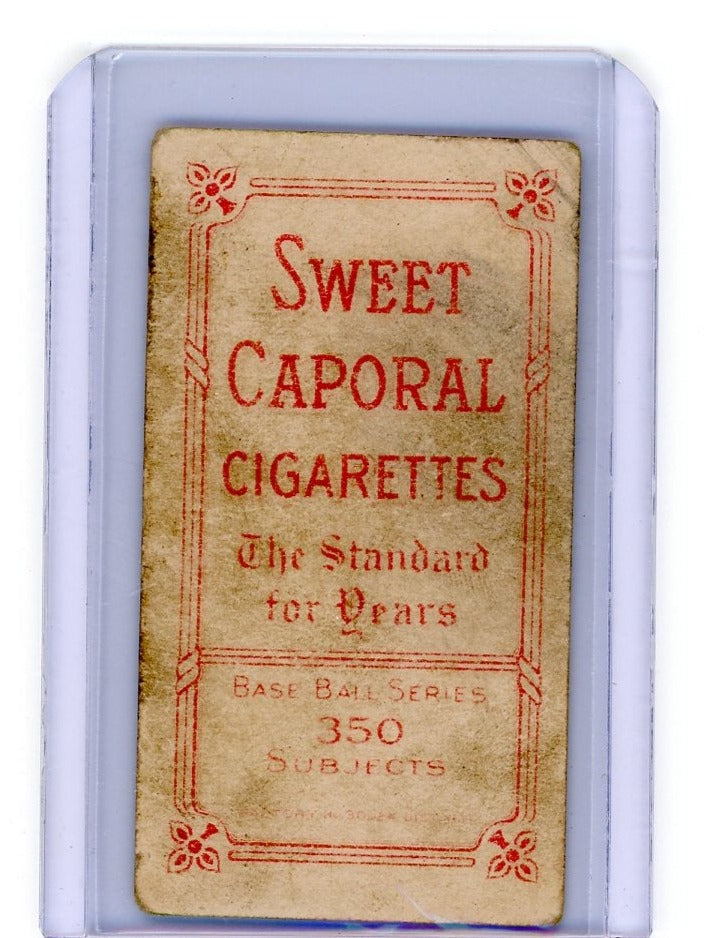 SWEET
CAPORAL
CIGARETTES
The Standard
for Years
BASE BALL SERIES
350
SUBJECTS